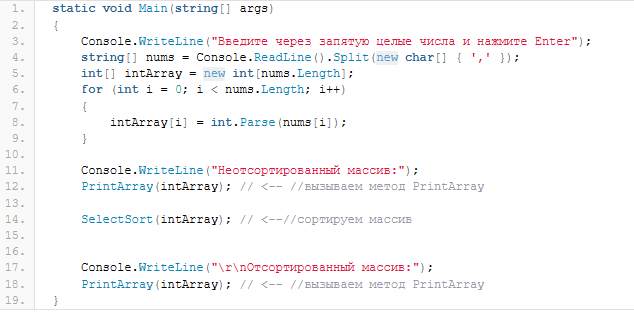 1. static void Main(string[] args)
2. {
3.     Console.WriteLine("Введите через запятую целые числа и нажмите Enter");
4.     string[] nums = Console.ReadLine().Split(new char[] { ',' });
5.     int[] intArray = new int[nums.Length];
6.     for (int i = 0; i < nums.Length; i++)
7.     {
8.         intArray[i] = int.Parse(nums[i]);
9.     }
10.
11.     Console.WriteLine("Неотсортированный массив:");
12.     PrintArray(intArray); // <-- //вызываем метод PrintArray
13.
14.     SelectSort(intArray); // <--//сортируем массив
15.
16.
17.     Console.WriteLine("\r\nОтсортированный массив:");
18.     PrintArray(intArray); // <-- //вызываем метод PrintArray
19. }